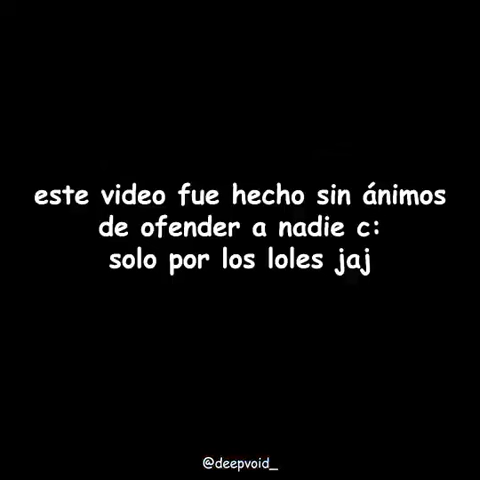 este video fue hecho sin ánimos
de ofender a nadie c:
solo por los loles jaj
@deepvoid_